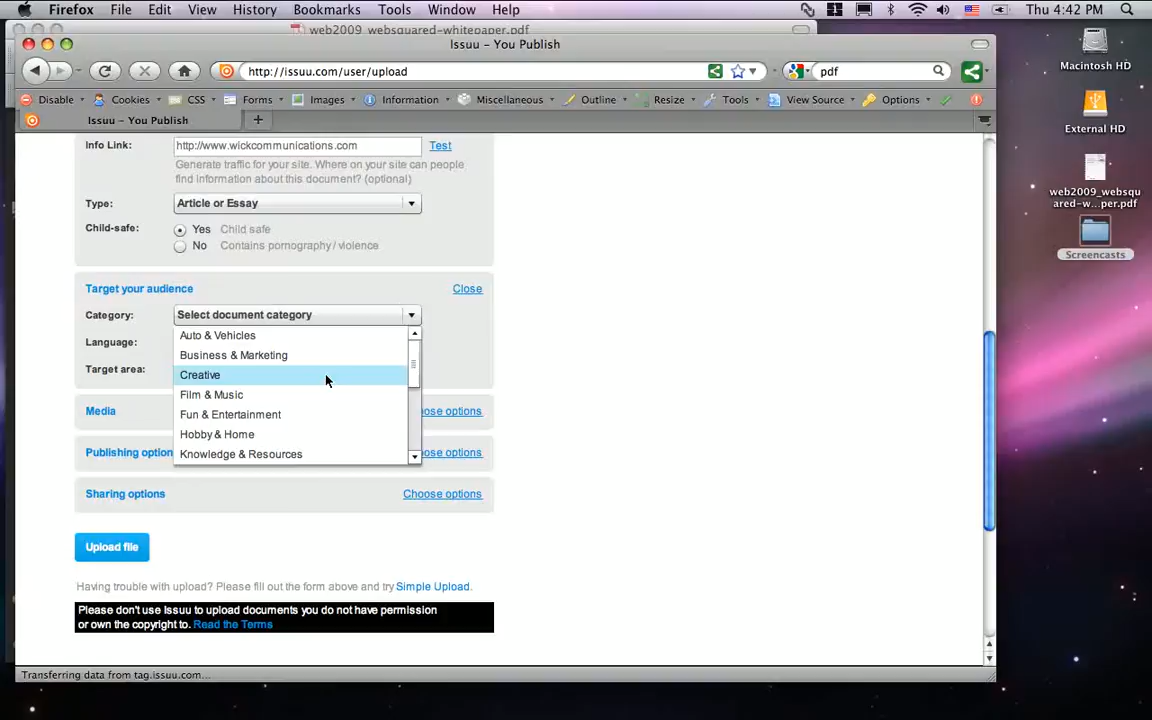 Firefox File Edit View History Bookmarks Tools Window Help Thu 4:42 PM
web2009_websquared-whitepaper.pdf
Issuu – You Publish
http://issuu.com/user/upload
pdf
Disable Cookies CSS Forms Images Information Miscellaneous Outline Resize Tools View Source Options
Issuu – You Publish
Info Link: http://www.wickcommunications.com Test
Generate traffic for your site. Where on your site can people
find information about this document? (optional)
Type: Article or Essay
Child-safe: Yes Child safe
No Contains pornography / violence
Target your audience Close
Category: Select document category
Language:
Target area:
Auto & Vehicles
Business & Marketing
Creative
Film & Music
Fun & Entertainment
Hobby & Home
Knowledge & Resources
Media
Publishing option
Sharing options Choose options
Upload file
Having trouble with upload? Please fill out the form above and try Simple Upload.
Please don't use Issuu to upload documents you do not have permission
or own the copyright to. Read the Terms
Transferring data from tag.issuu.com...
Macintosh HD
External HD
web2009_websqu
ared-w...per.pdf
Screencasts